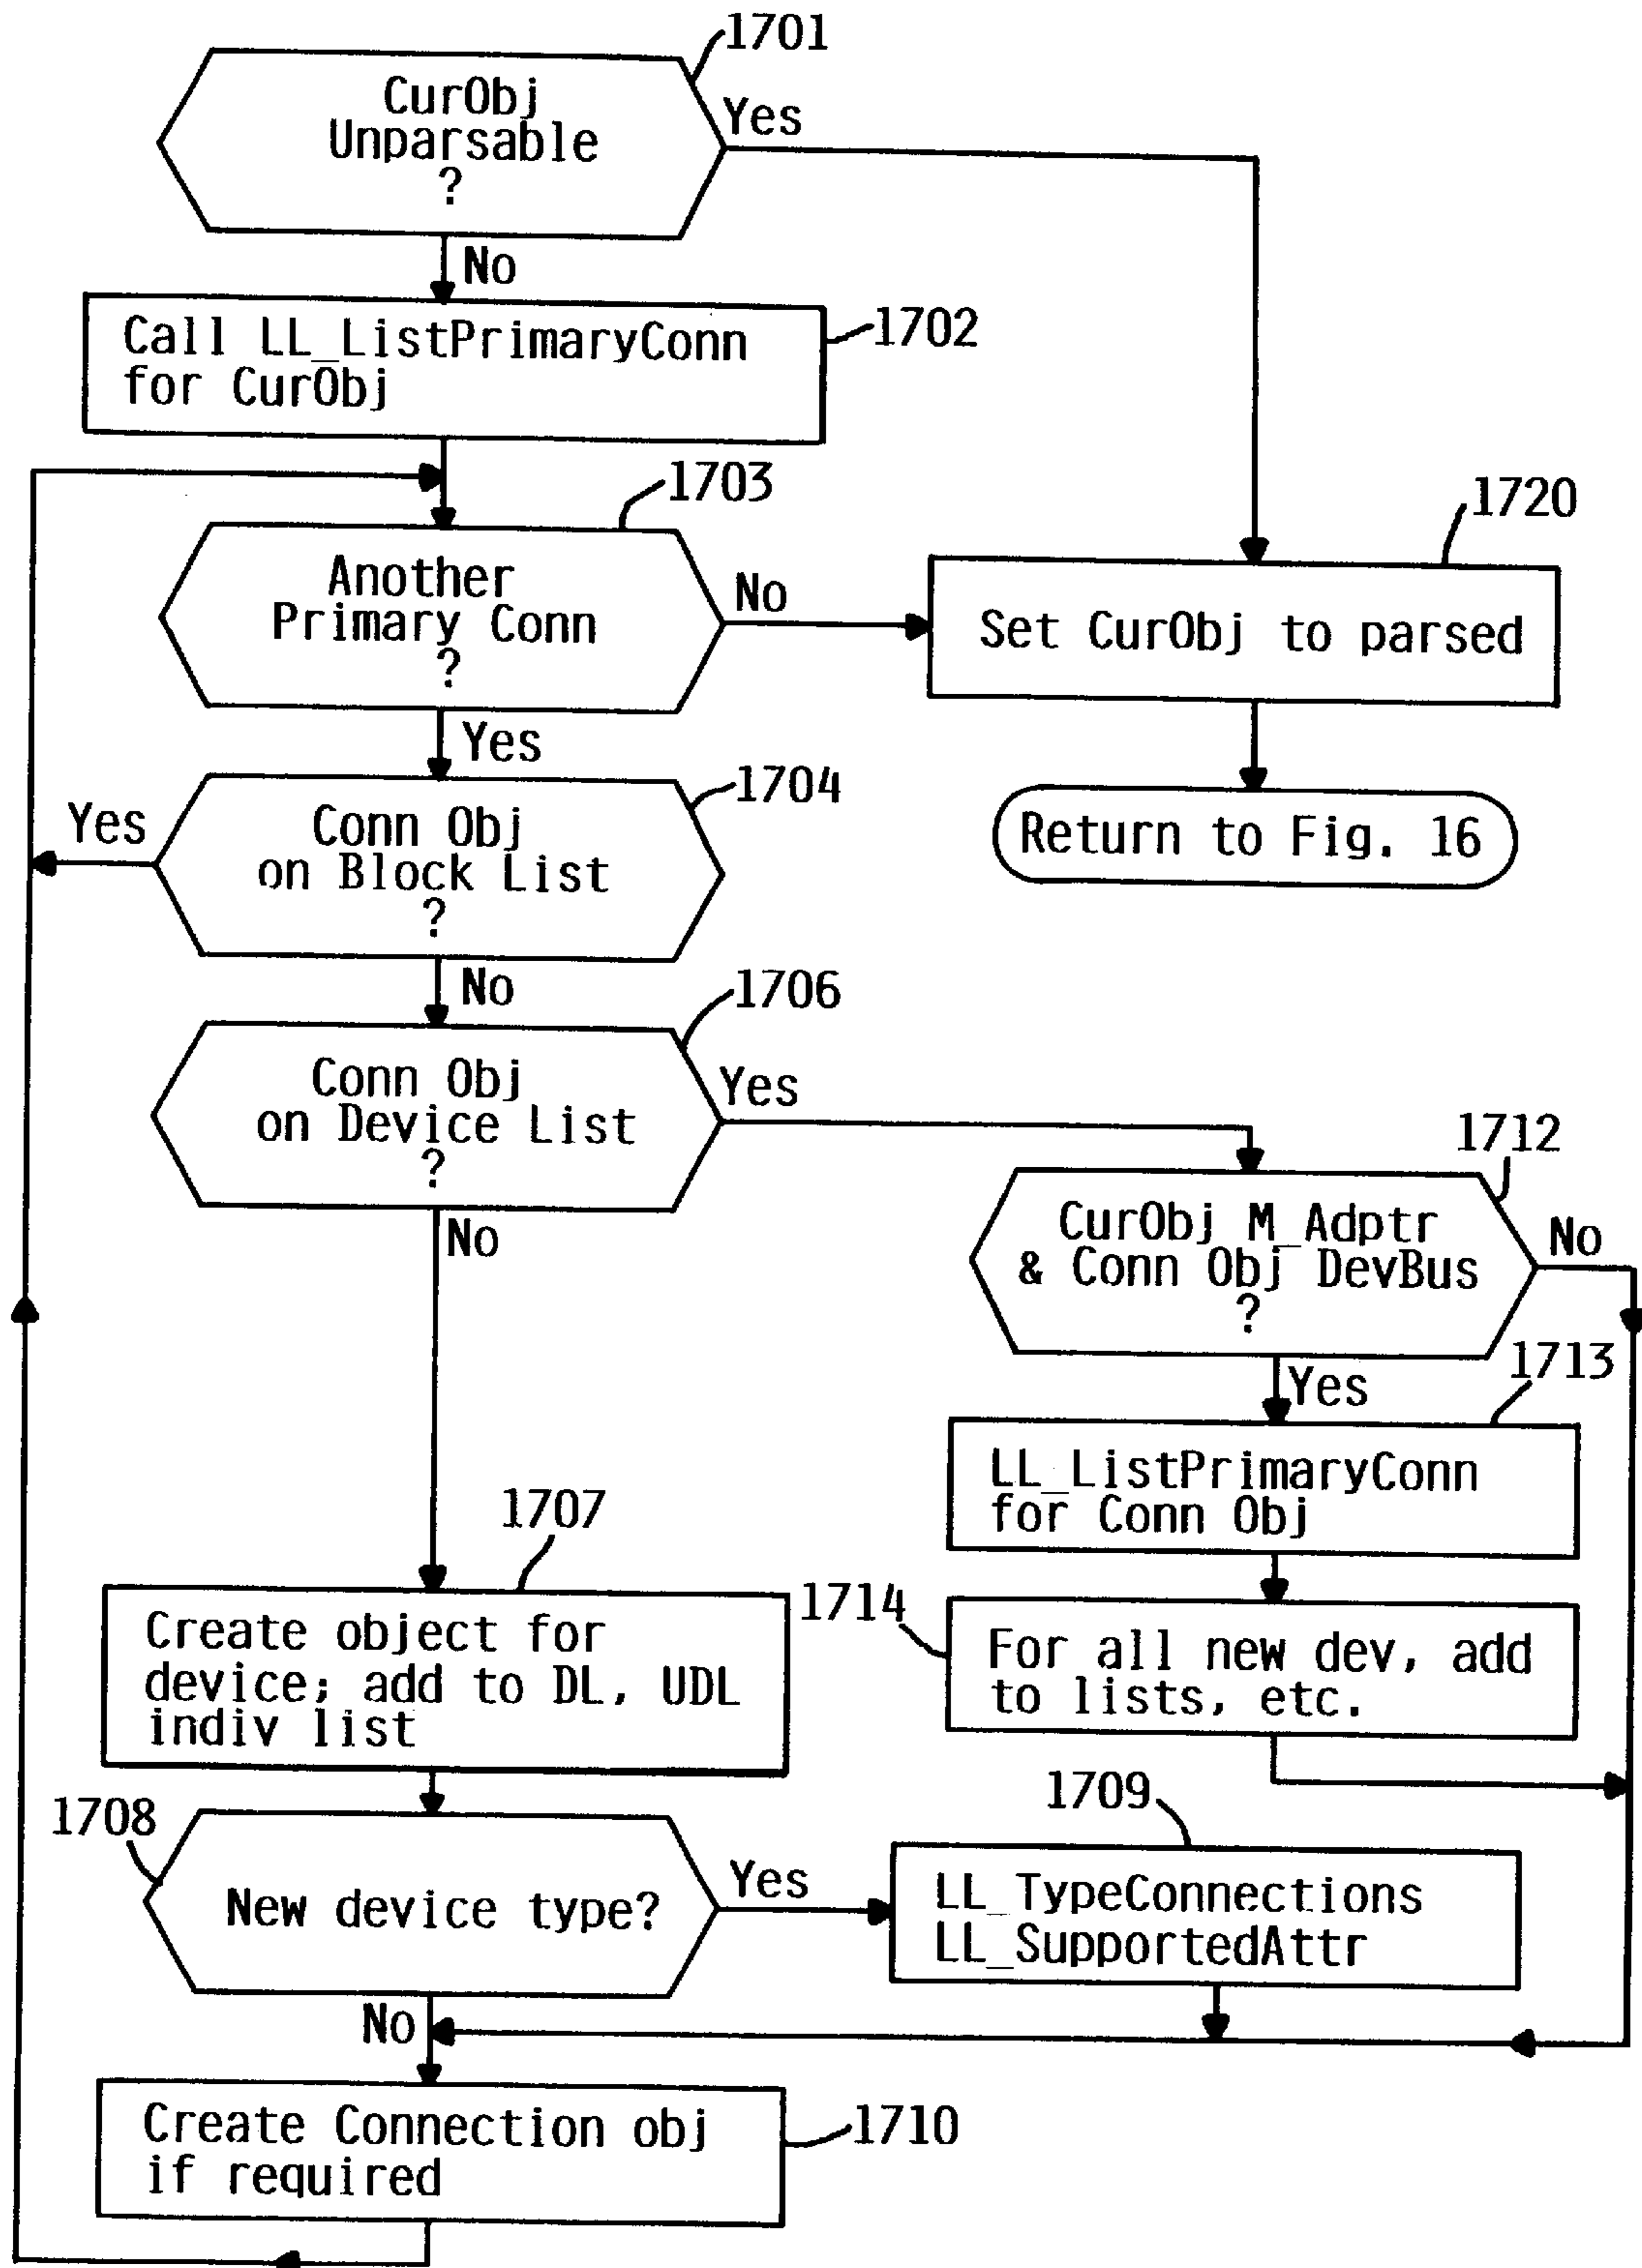 1701
CurObj
Unparsable
?
Yes
No
Call LL_ListPrimaryConn
for CurObj
1702
1703
Another
Primary Conn
?
No
Yes
1720
Set CurObj to parsed
Return to Fig. 16
1704
Conn Obj
on Block List
?
Yes
No
1706
Conn Obj
on Device List
?
Yes
No
1712
CurObj M_Adptr
& Conn Obj DevBus
?
No
Yes
1713
LL_ListPrimaryConn
for Conn Obj
1714
For all new dev, add
to lists, etc.
1707
Create object for
device; add to DL, UDL
indiv list
1708
New device type?
Yes
No
1709
LL_TypeConnections
LL_SupportedAttr
Create Connection obj
if required
1710